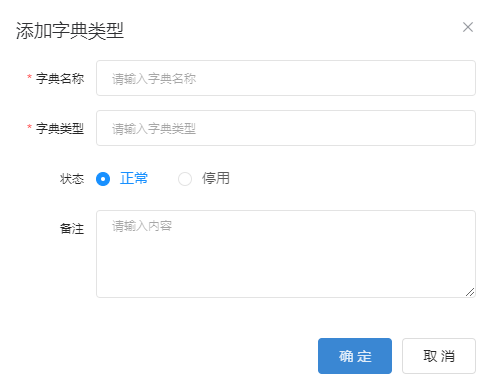 添加字典类型
* 字典名称 请输入字典名称
* 字典类型 请输入字典类型
状态 正常 停用
备注 请输入内容
确 定 取 消